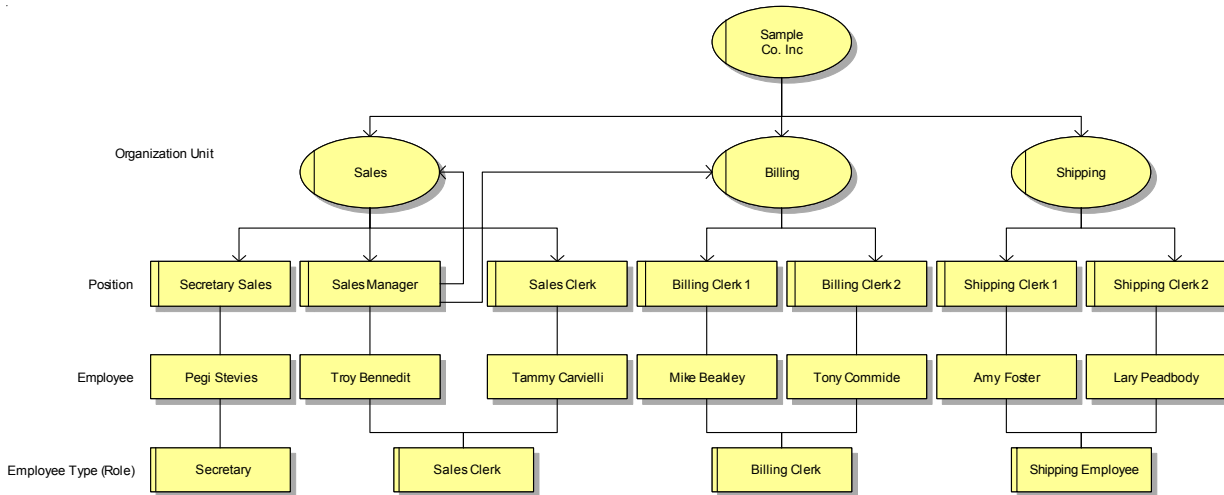 Sample
Co. Inc
Organization Unit
Sales
Billing
Shipping
Position
Secretary Sales
Sales Manager
Sales Clerk
Billing Clerk 1
Billing Clerk 2
Shipping Clerk 1
Shipping Clerk 2
Employee
Pegi Stevies
Troy Bennedit
Tammy Carvielli
Mike Beakley
Tony Commide
Amy Foster
Lary Peadbody
Employee Type (Role)
Secretary
Sales Clerk
Billing Clerk
Shipping Employee